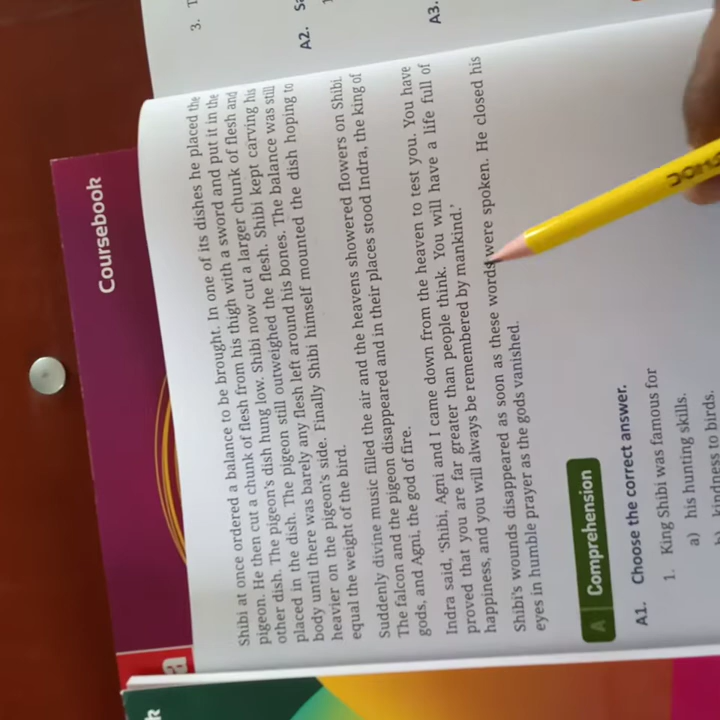 Coursebook
Shibi at once ordered a balance to be brought. In one of its dishes he placed the
pigeon. He then cut a chunk of flesh from his thigh with a sword and put it in the
other dish. The pigeon's dish hung low. Shibi now cut a larger chunk of flesh and
placed in the dish. The pigeon still outweighed the flesh. Shibi kept carving his
body until there was barely any flesh left around his bones. The balance was still
heavier on the pigeon's side. Finally Shibi himself mounted the dish hoping to
equal the weight of the bird.
Suddenly divine music filled the air and the heavens showered flowers on Shibi.
The falcon and the pigeon disappeared and in their places stood Indra, the king of
gods, and Agni, the god of fire.
Indra said, 'Shibi, Agni and I came down from the heaven to test you. You have
proved that you are far greater than people think. You will have a life full of
happiness, and you will always be remembered by mankind.'
Shibi's wounds disappeared as soon as these words were spoken. He closed his
eyes in humble prayer as the gods vanished.
A Comprehension
A1. Choose the correct answer.
1. King Shibi was famous for
a) his hunting skills.
b) kindness to birds.
3. T
A2.
A3.
DOMS